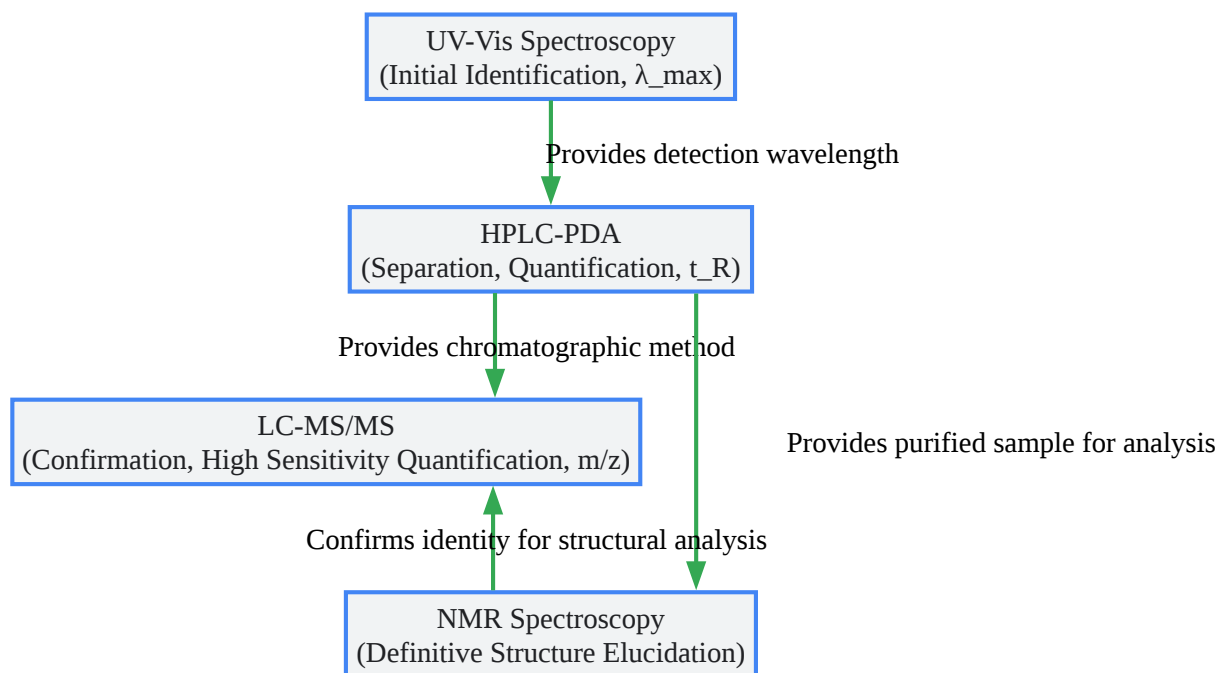 UV-Vis Spectroscopy
(Initial Identification, λ_max)
Provides detection wavelength
HPLC-PDA
(Separation, Quantification, t_R)
Provides chromatographic method
LC-MS/MS
(Confirmation, High Sensitivity Quantification, m/z)
Provides purified sample for analysis
Confirms identity for structural analysis
NMR Spectroscopy
(Definitive Structure Elucidation)